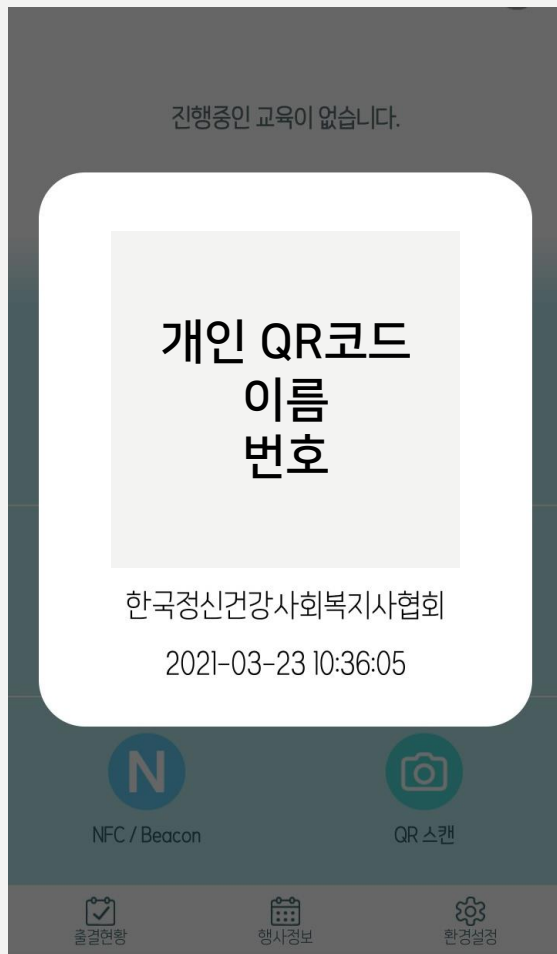 진행중인 교육이 없습니다.
개인 QR코드
이름
번호
한국정신건강사회복지사협회
2021-03-23 10:36:05
N
NFC / Beacon
QR 스캔
출결현황
행사정보
환경설정